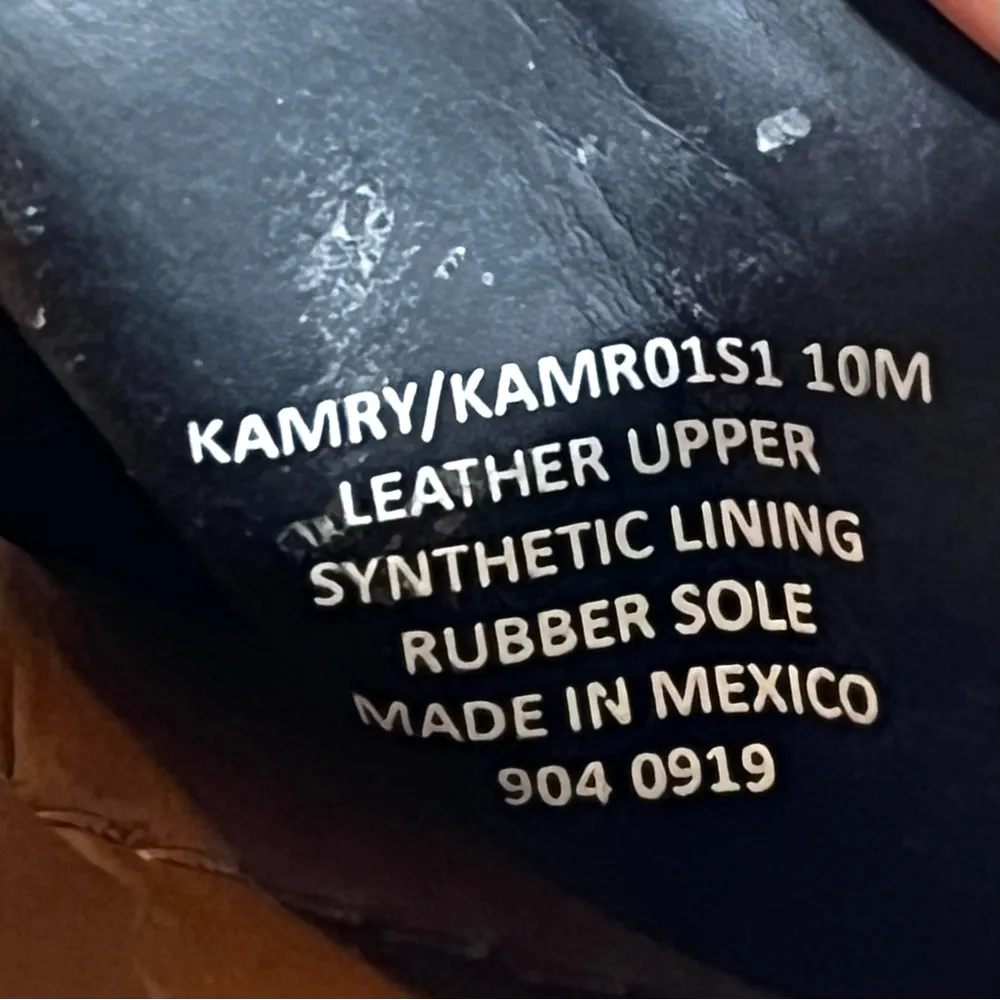 KAMRY/KAMR01S1 10M
LEATHER UPPER
SYNTHETIC LINING
RUBBER SOLE
MADE IN MEXICO
904 0919